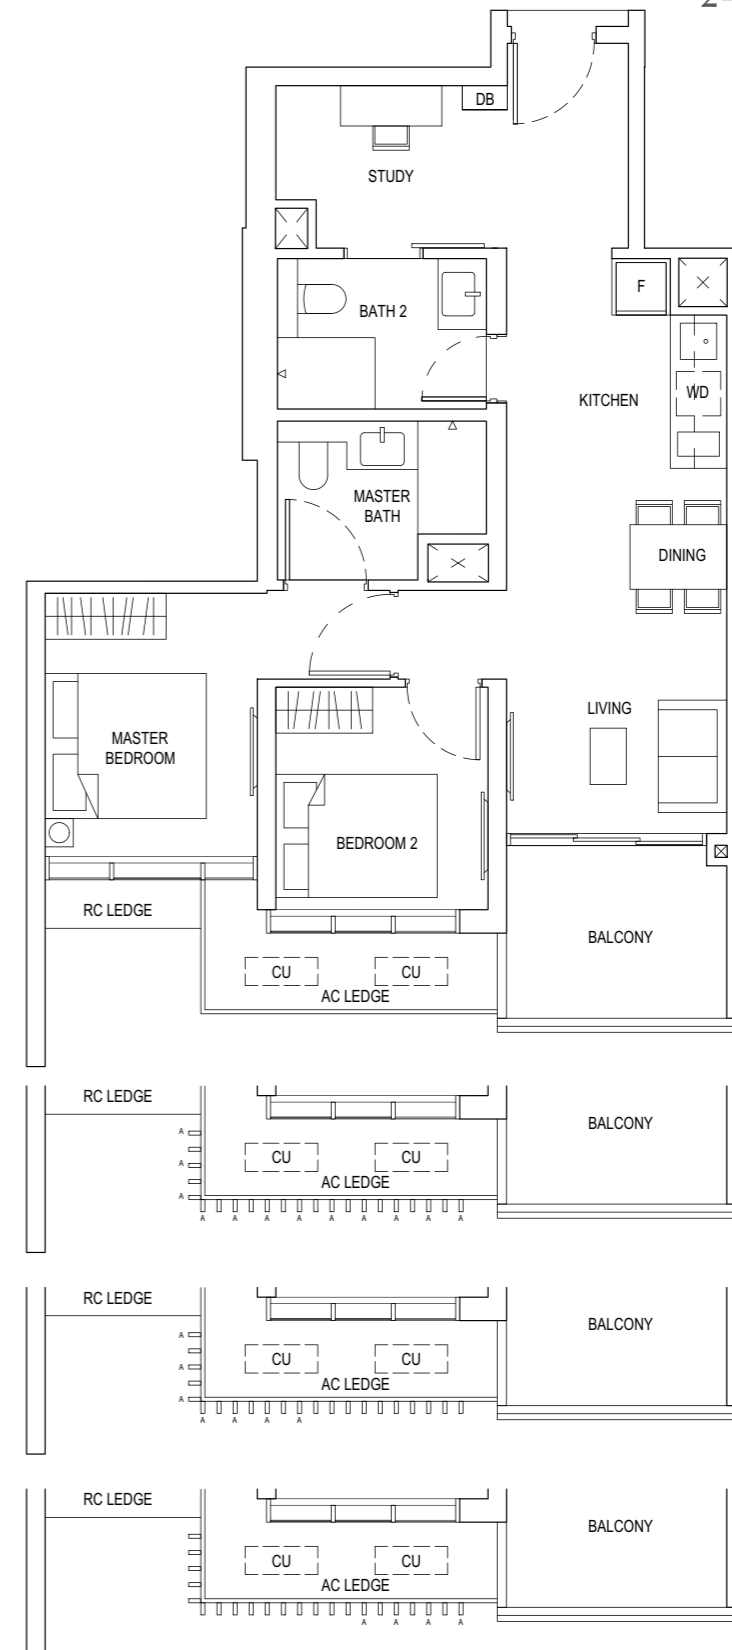 2-
DB
STUDY
F
BATH 2
WD
KITCHEN
MASTER
BATH
DINING
LIVING
MASTER
BEDROOM
BEDROOM 2
RC LEDGE
BALCONY
CU CU
AC LEDGE
RC LEDGE
BALCONY
A
CU CU
A
AC LEDGE
A
A A A A A A A A A
RC LEDGE
BALCONY
A
CU CU
A
AC LEDGE
A
A A A A
RC LEDGE
BALCONY
CU CU
AC LEDGE
A A A A